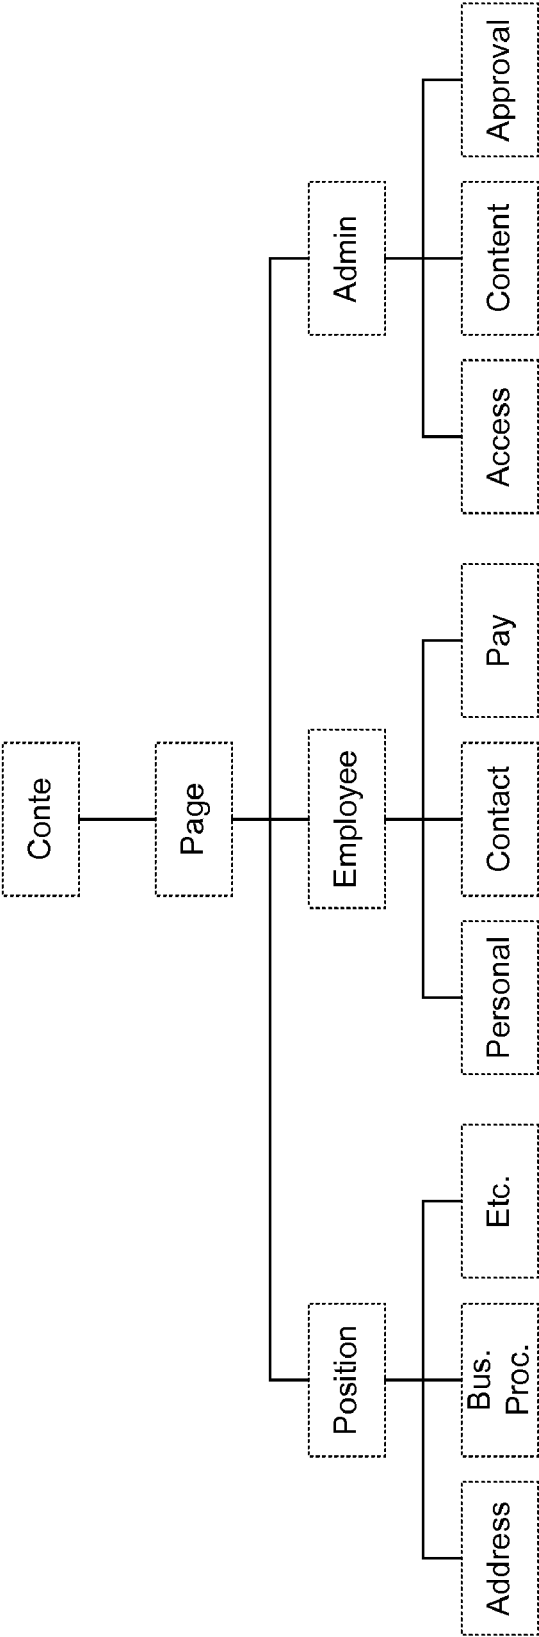 Conte
Page
Position
Employee
Admin
Address
Bus.
Proc.
Etc.
Personal
Contact
Pay
Access
Content
Approval